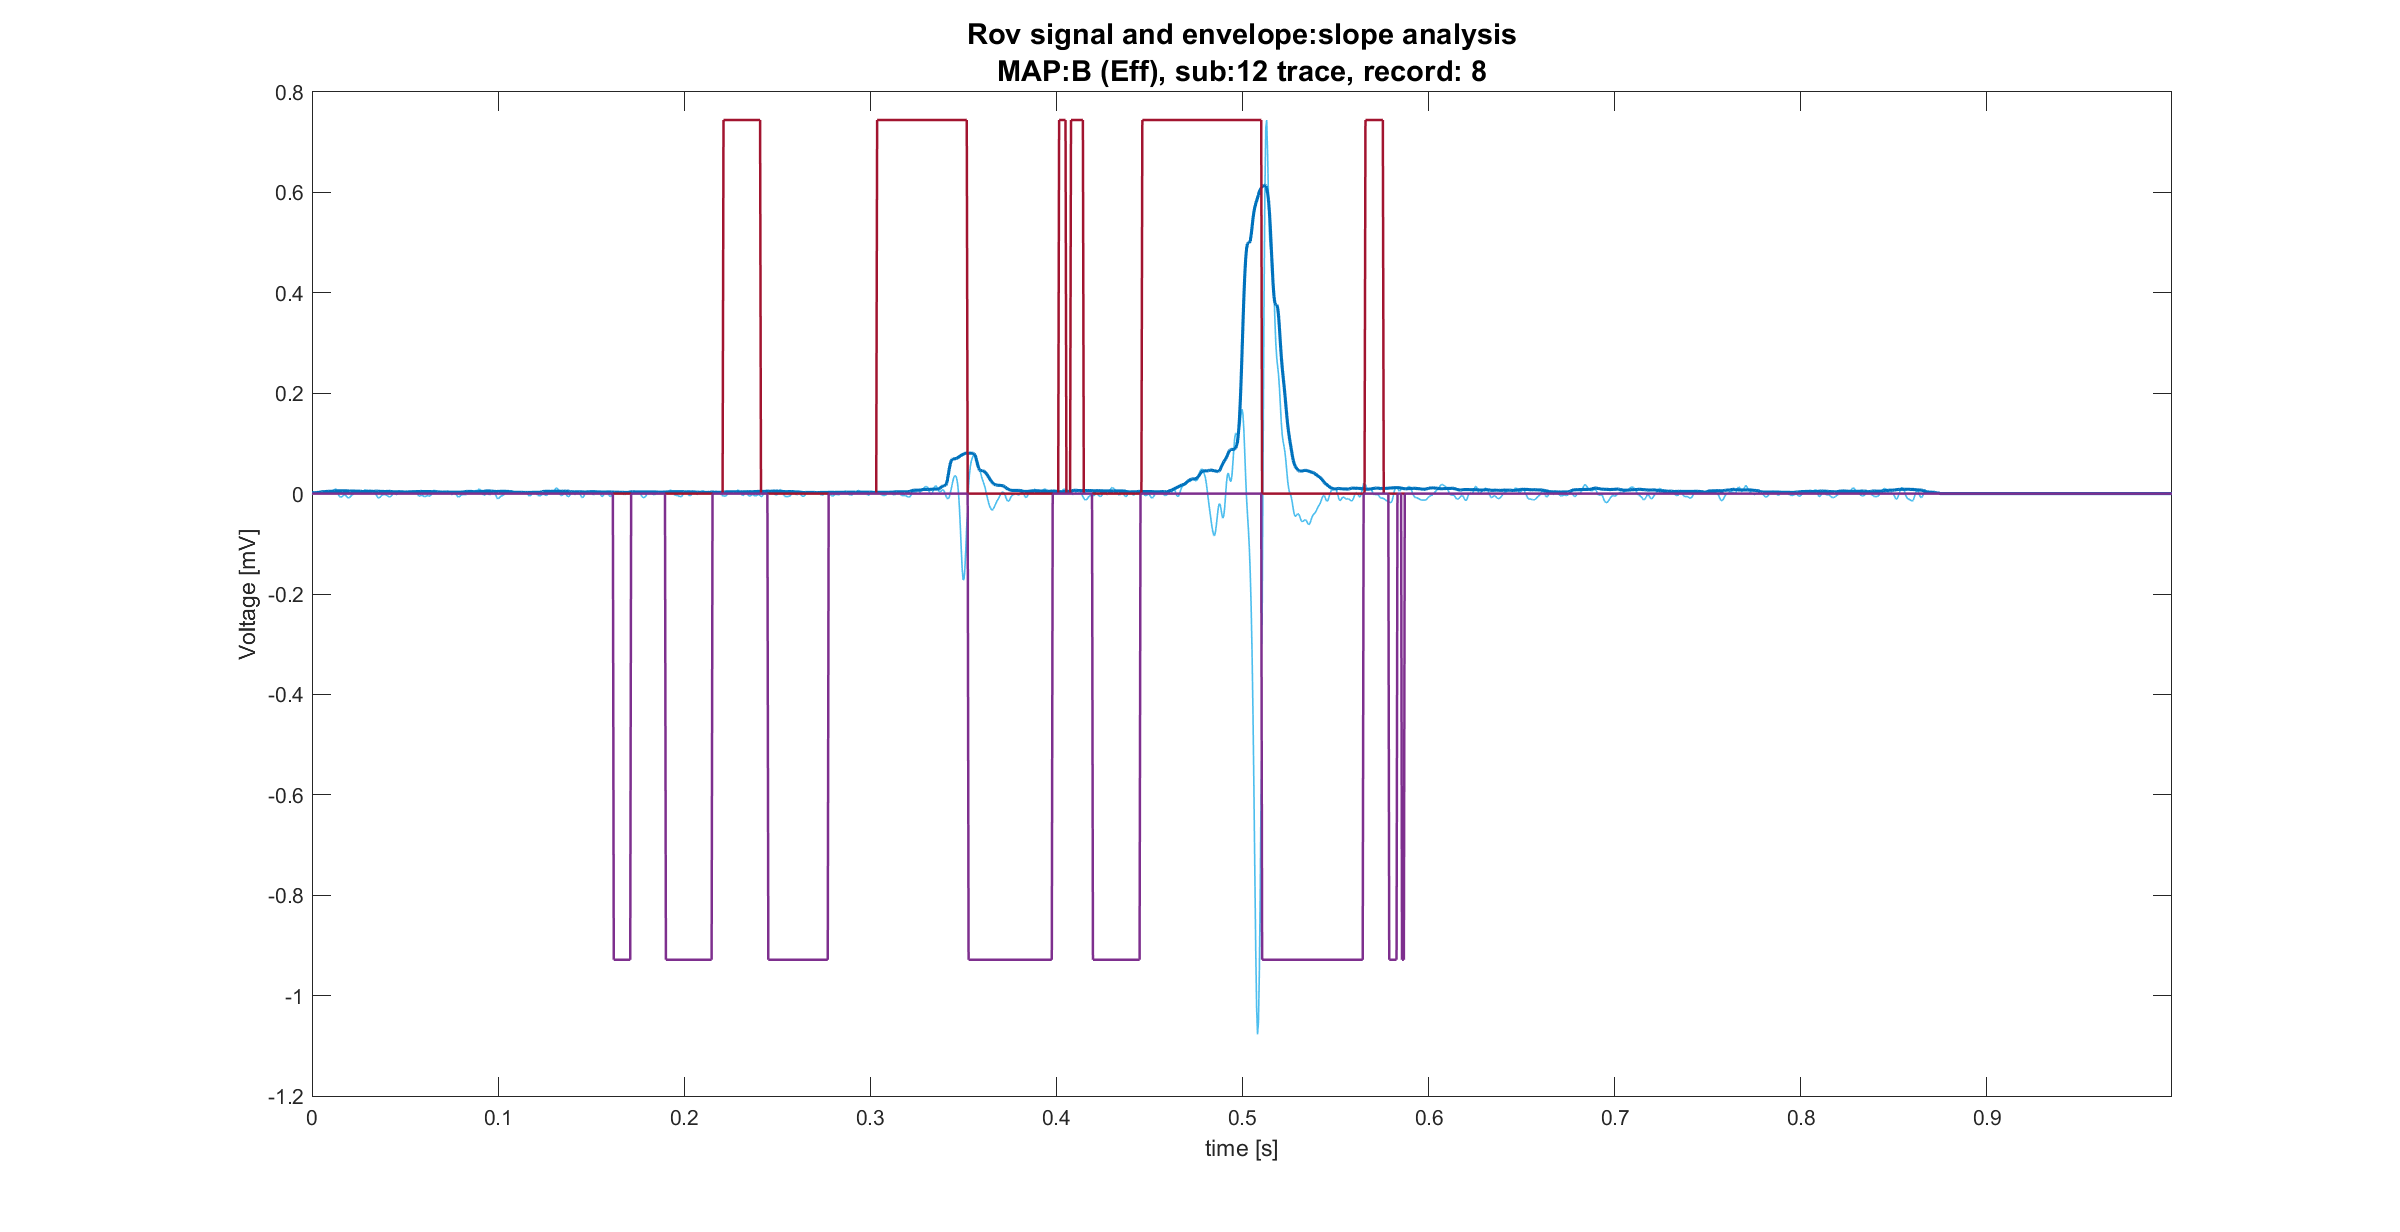 Rov signal and envelope:slope analysis
MAP:B (Eff), sub:12 trace, record: 8
0.8
0.6
0.4
0.2
0
-0.2
-0.4
-0.6
-0.8
-1
-1.2
Voltage [mV]
0 0.1 0.2 0.3 0.4 0.5 0.6 0.7 0.8 0.9
time [s]